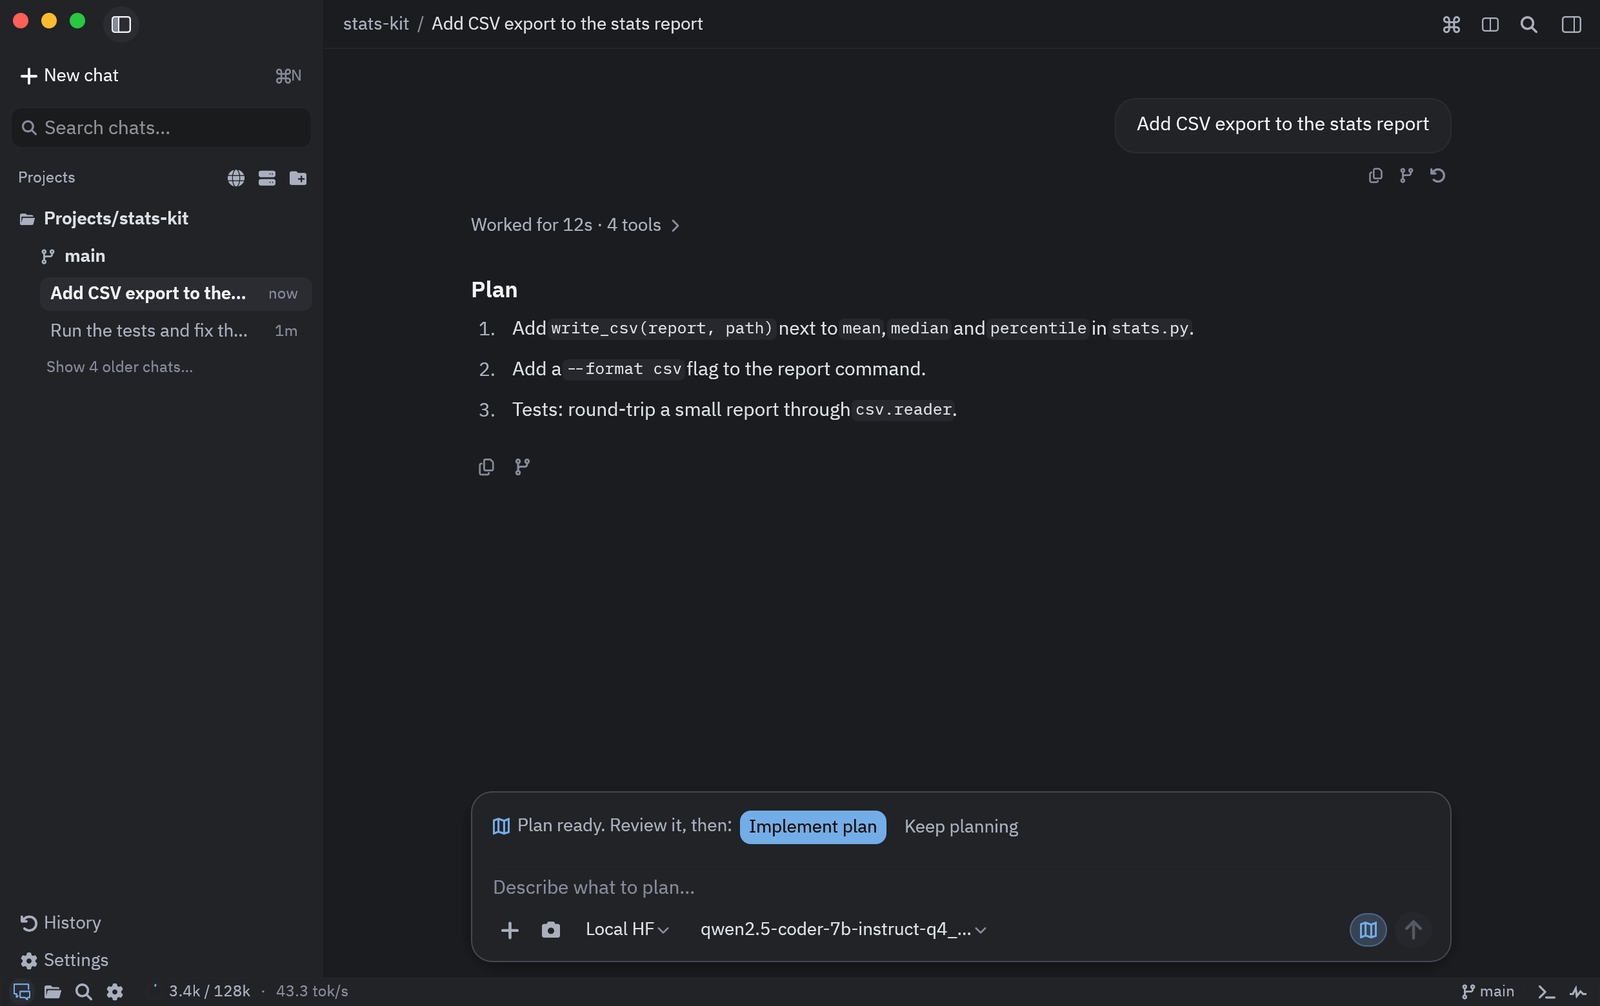 stats-kit / Add CSV export to the stats report
New chat ⌘N
Search chats...
Projects
Projects/stats-kit
main
Add CSV export to the... now
Run the tests and fix th... 1m
Show 4 older chats...
History
Settings
Add CSV export to the stats report
Worked for 12s · 4 tools
Plan
1. Add write_csv(report, path) next to mean, median and percentile in stats.py.
2. Add a --format csv flag to the report command.
3. Tests: round-trip a small report through csv.reader.
Plan ready. Review it, then: Implement plan Keep planning
Describe what to plan...
Local HF qwen2.5-coder-7b-instruct-q4_...
3.4k / 128k · 43.3 tok/s
main